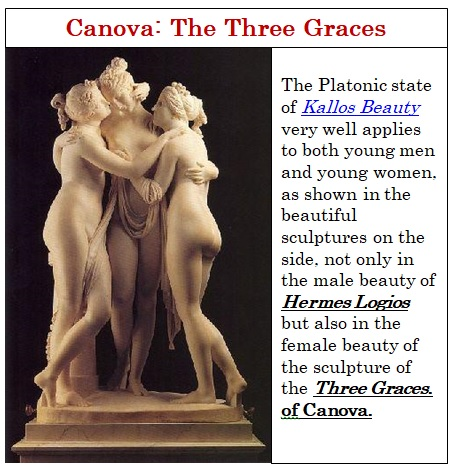 Canova: The Three Graces
The Platonic state
of Kallos Beauty
very well applies
to both young men
and young women,
as shown in the
beautiful
sculptures on the
side, not only in
the male beauty of
Hermes Logios
but also in the
female beauty of
the sculpture of
the Three Graces.
of Canova.